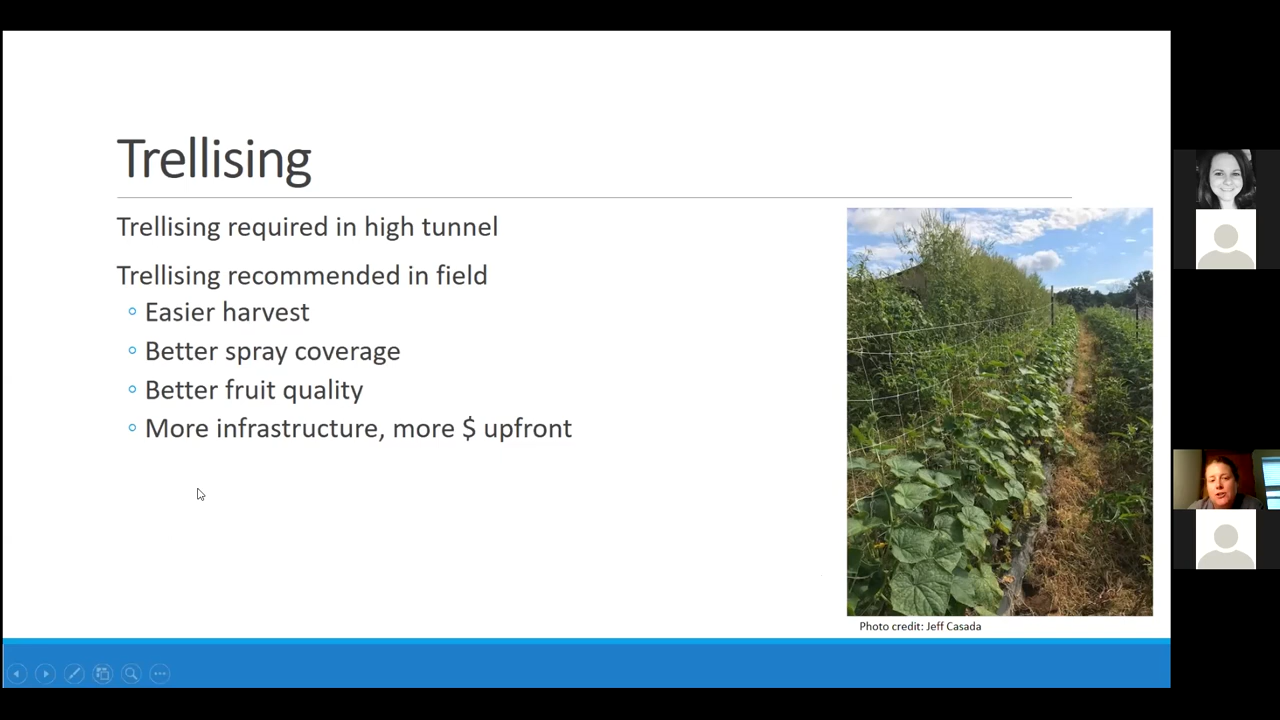 Trellising
Trellising required in high tunnel
Trellising recommended in field
Easier harvest
Better spray coverage
Better fruit quality
More infrastructure, more $ upfront
Photo credit: Jeff Casada